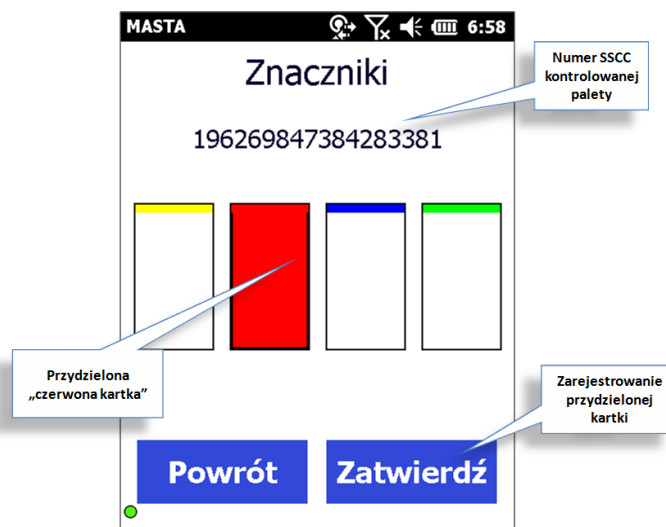 MASTA 6:58
Znaczniki
196269847384283381
Numer SSCC
kontrolowanej
palety
Przydzielona
„czerwona kartka”
Zarejestrowanie
przydzielonej
kartki
Powrót Zatwierdź